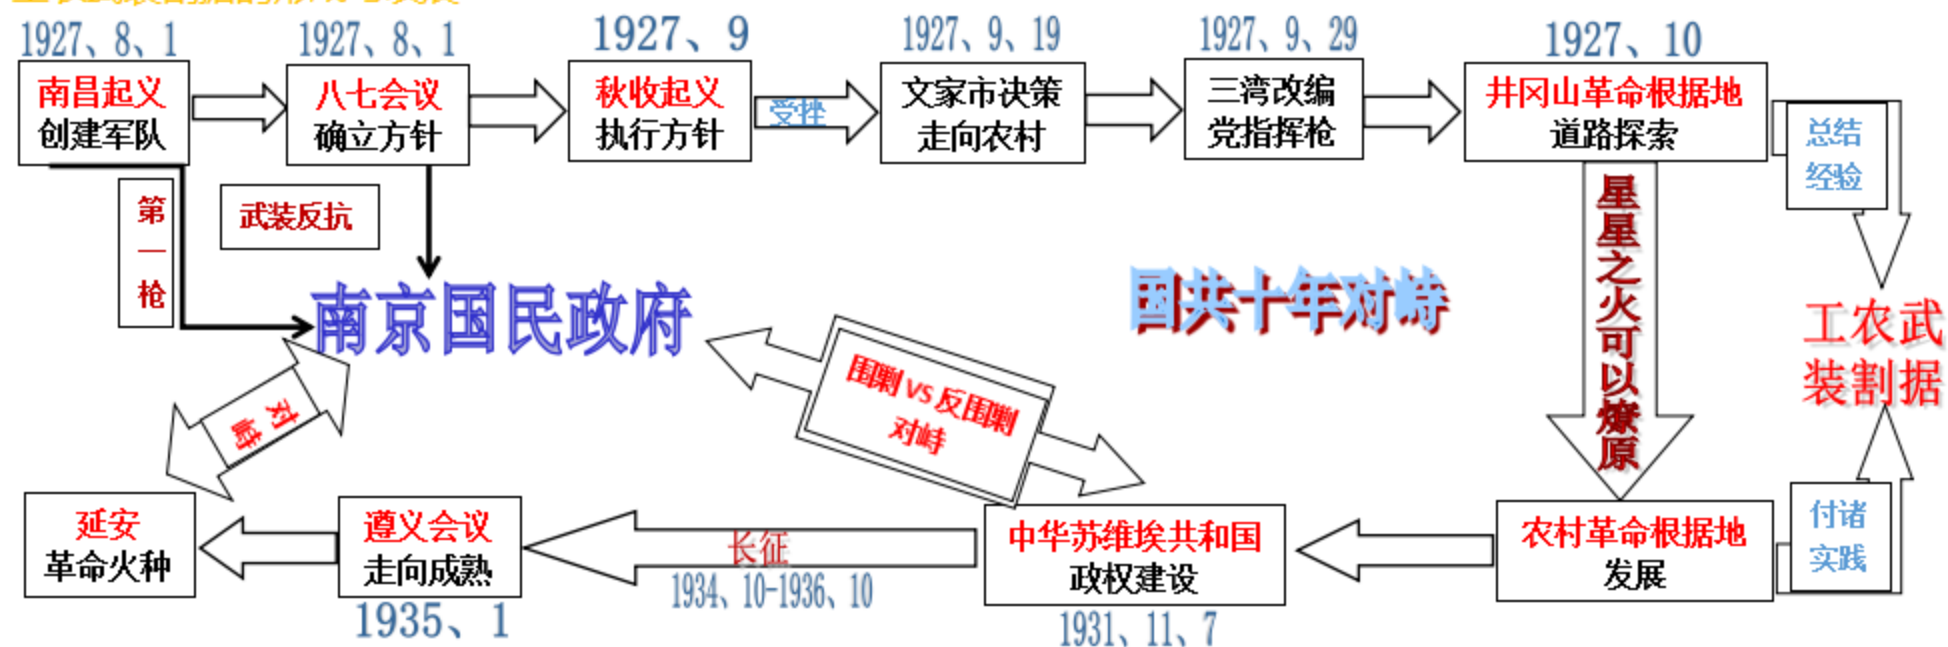 1927、8、1
1927、8、1
1927、9
1927、9、19
1927、9、29
1927、10
南昌起义
创建军队
八七会议
确立方针
秋收起义
执行方针
受挫
文家市决策
走向农村
三湾改编
党指挥枪
井冈山革命根据地
道路探索
总结
经验
第
一
枪
武装反抗
星
星
之
火
可
以
燎
原
南京国民政府
国共十年对峙
工农武
装割据
围剿 VS 反围剿
对峙
对
峙
延安
革命火种
遵义会议
走向成熟
1935、1
长征
1934、10-1936、10
中华苏维埃共和国
政权建设
1931、11、7
农村革命根据地
发展
付诸
实践